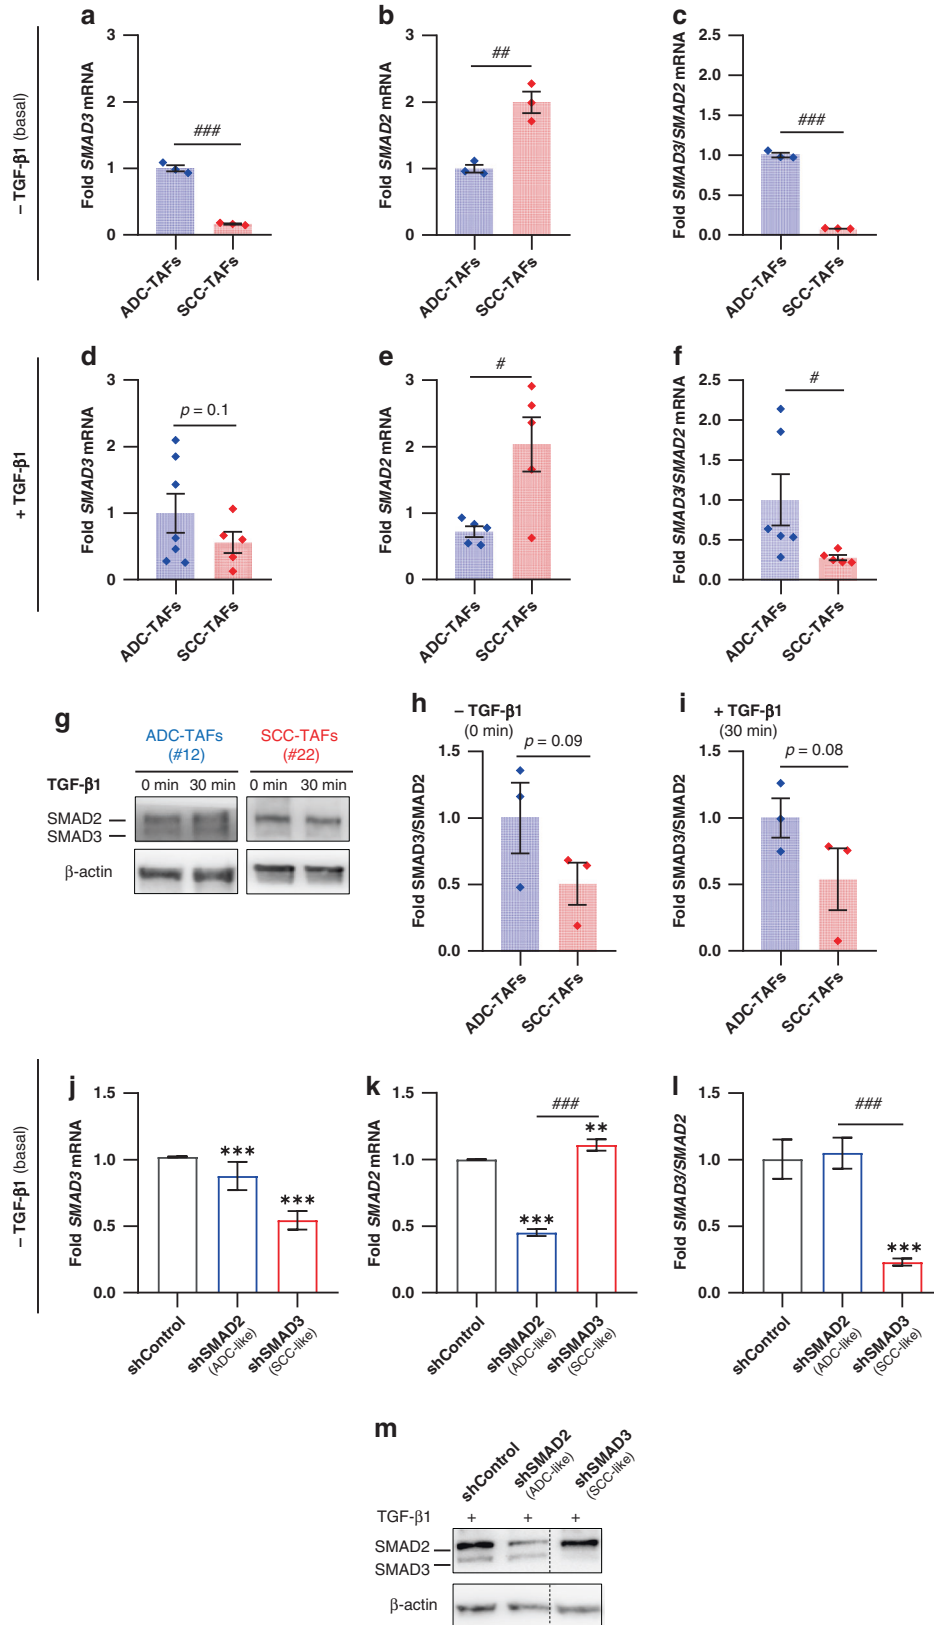 a
b
c
– TGF-β1 (basal)
Fold SMAD3 mRNA
3
2
1
0
###
ADC-TAFs
SCC-TAFs
Fold SMAD2 mRNA
3
2
1
0
##
ADC-TAFs
SCC-TAFs
Fold SMAD3/SMAD2 mRNA
2.5
2.0
1.5
1.0
0.5
0.0
###
ADC-TAFs
SCC-TAFs
d
e
f
+ TGF-β1
Fold SMAD3 mRNA
3
2
1
0
p = 0.1
ADC-TAFs
SCC-TAFs
Fold SMAD2 mRNA
3
2
1
0
#
ADC-TAFs
SCC-TAFs
Fold SMAD3/SMAD2 mRNA
2.5
2.0
1.5
1.0
0.5
0.0
#
ADC-TAFs
SCC-TAFs
g
ADC-TAFs
(#12)
SCC-TAFs
(#22)
TGF-β1
0 min
30 min
0 min
30 min
SMAD2
SMAD3
β-actin
h
– TGF-β1
(0 min)
Fold SMAD3/SMAD2
1.5
1.0
0.5
0.0
p = 0.09
ADC-TAFs
SCC-TAFs
i
+ TGF-β1
(30 min)
Fold SMAD3/SMAD2
1.5
1.0
0.5
0.0
p = 0.08
ADC-TAFs
SCC-TAFs
j
k
l
– TGF-β1 (basal)
Fold SMAD3 mRNA
1.5
1.0
0.5
0.0
***
***
shControl
shSMAD2
(ADC-like)
shSMAD3
(SCC-like)
Fold SMAD2 mRNA
1.5
1.0
0.5
0.0
###
**
***
shControl
shSMAD2
(ADC-like)
shSMAD3
(SCC-like)
Fold SMAD3/SMAD2
1.5
1.0
0.5
0.0
###
***
shControl
shSMAD2
(ADC-like)
shSMAD3
(SCC-like)
m
shControl
shSMAD2
(ADC-like)
shSMAD3
(SCC-like)
TGF-β1
+
+
+
SMAD2
SMAD3
β-actin